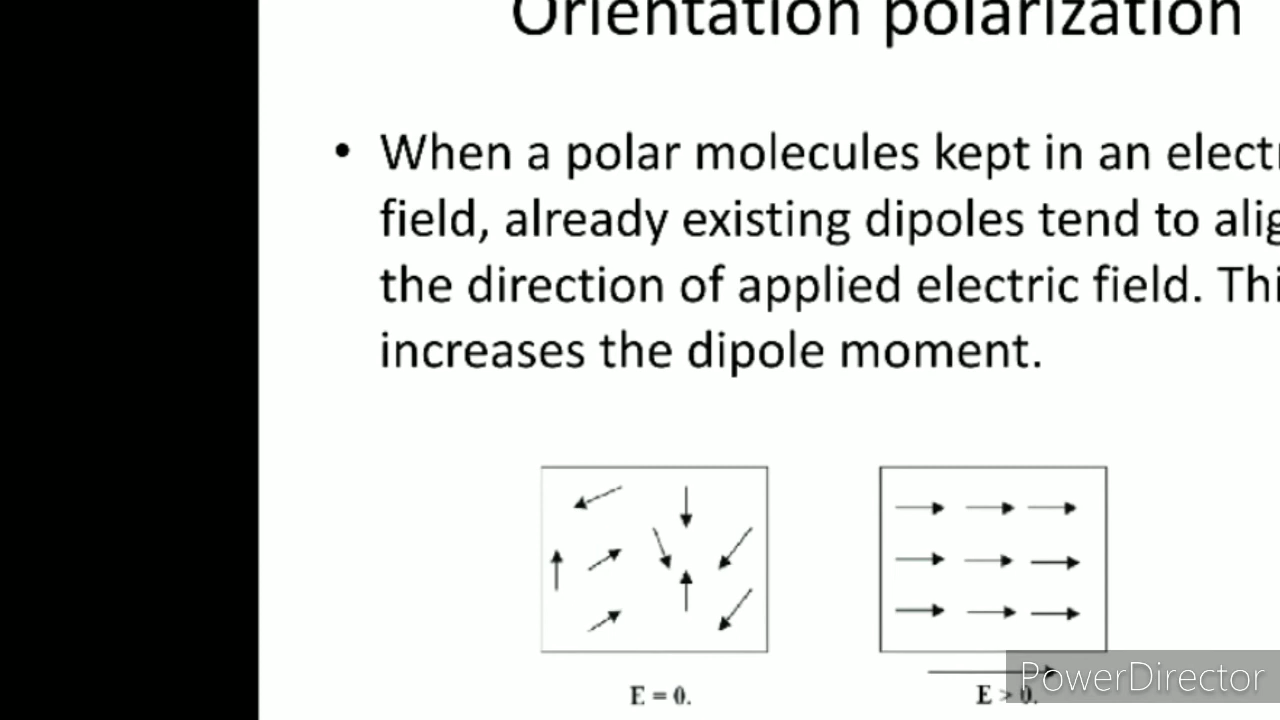 Orientation polarization
• When a polar molecules kept in an electr
field, already existing dipoles tend to alig
the direction of applied electric field. Thi
increases the dipole moment.
E = 0.
E > 0.
PowerDirector